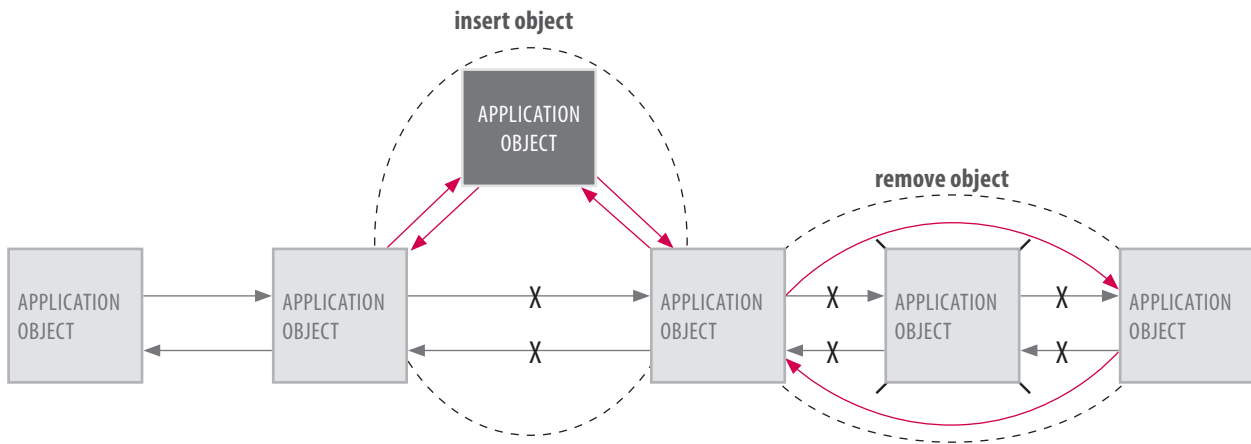 insert object
APPLICATION
OBJECT
remove object
APPLICATION
OBJECT
APPLICATION
OBJECT
X
X
APPLICATION
OBJECT
X
X
APPLICATION
OBJECT
X
X
APPLICATION
OBJECT